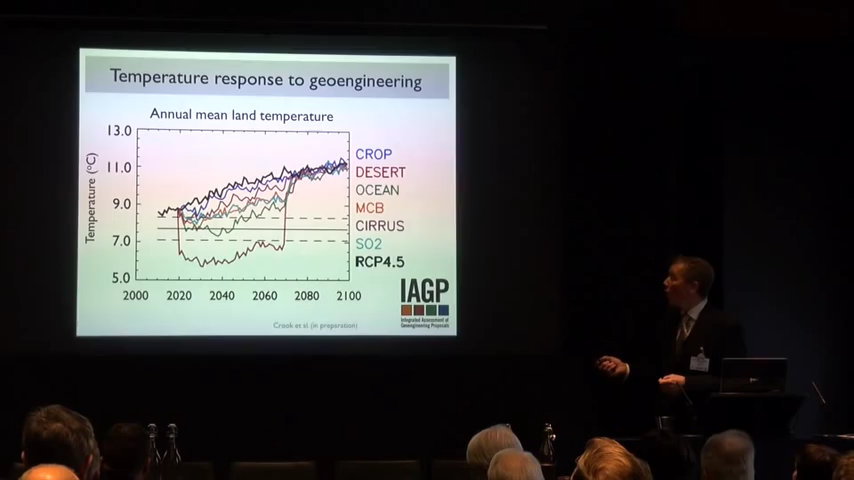 Temperature response to geoengineering
Annual mean land temperature
13.0
11.0
9.0
7.0
5.0
Temperature (°C)
2000 2020 2040 2060 2080 2100
CROP
DESERT
OCEAN
MCB
CIRRUS
SO2
RCP4.5
IAGP
Integrated Assessment of
Geoengineering Proposals
Crook et al. (in preparation)